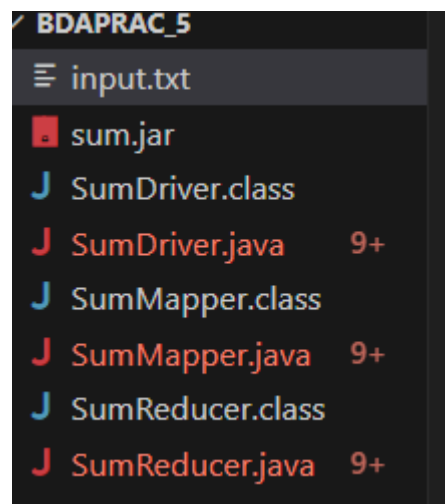 BDAPRAC_5
input.txt
sum.jar
SumDriver.class
SumDriver.java 9+
SumMapper.class
SumMapper.java 9+
SumReducer.class
SumReducer.java 9+